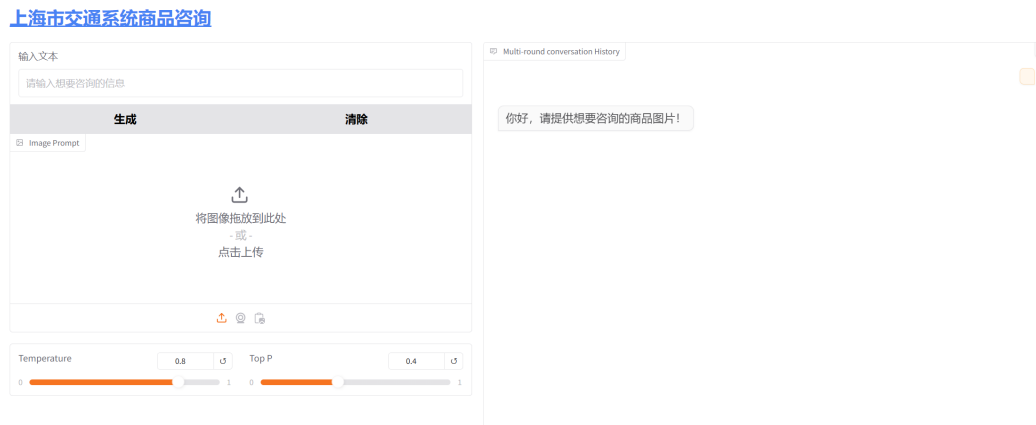 上海市交通系统商品咨询
输入文本
请输入想要咨询的信息
生成 清除
Image Prompt
将图像拖放到此处
- 或 -
点击上传
Temperature 0.8
0 1
Top P 0.4
0 1
Multi-round conversation History
你好，请提供想要咨询的商品图片！